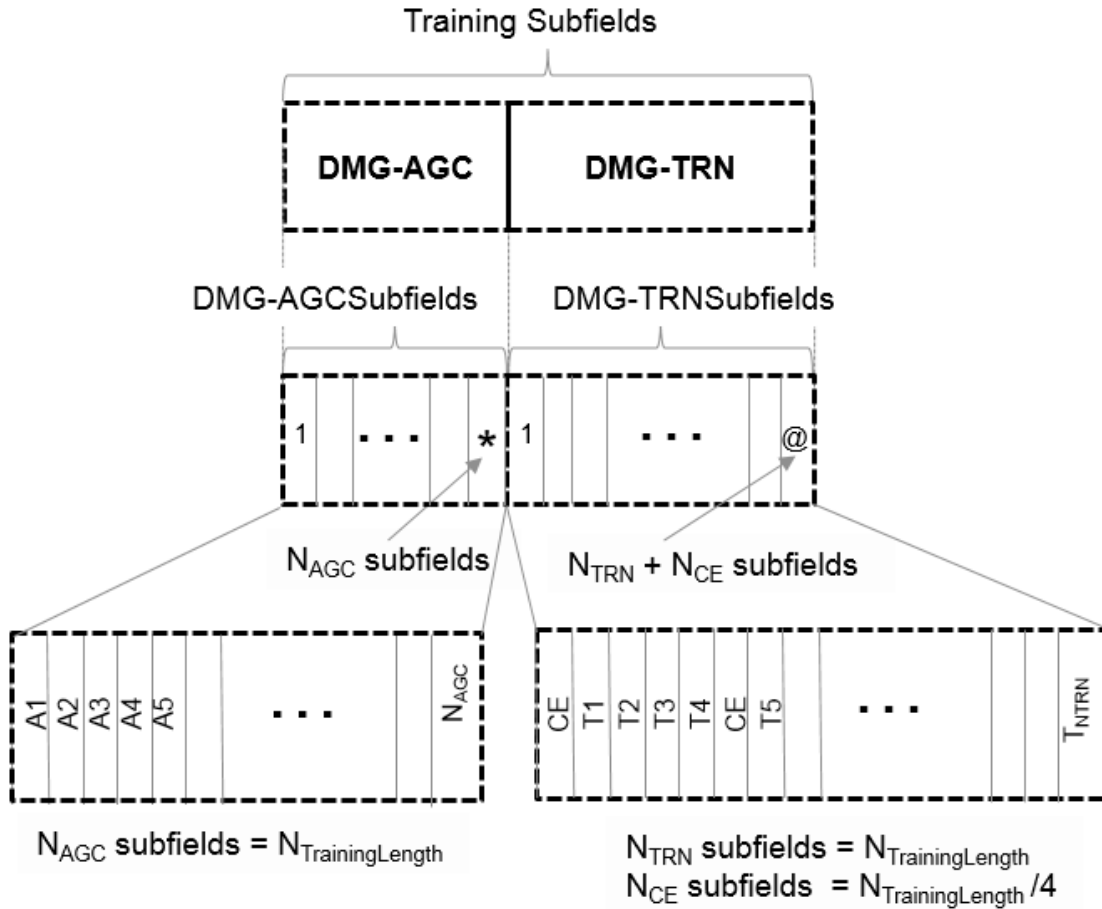 Training Subfields
DMG-AGC DMG-TRN
DMG-AGCSubfields DMG-TRNSubfields
1 ... * 1 ... @
N_AGC subfields N_TRN + N_CE subfields
A1 A2 A3 A4 A5 ... N_AGC CE T1 T2 T3 T4 CE T5 ... T_NTRN
N_AGC subfields = N_TrainingLength
N_TRN subfields = N_TrainingLength
N_CE subfields = N_TrainingLength /4